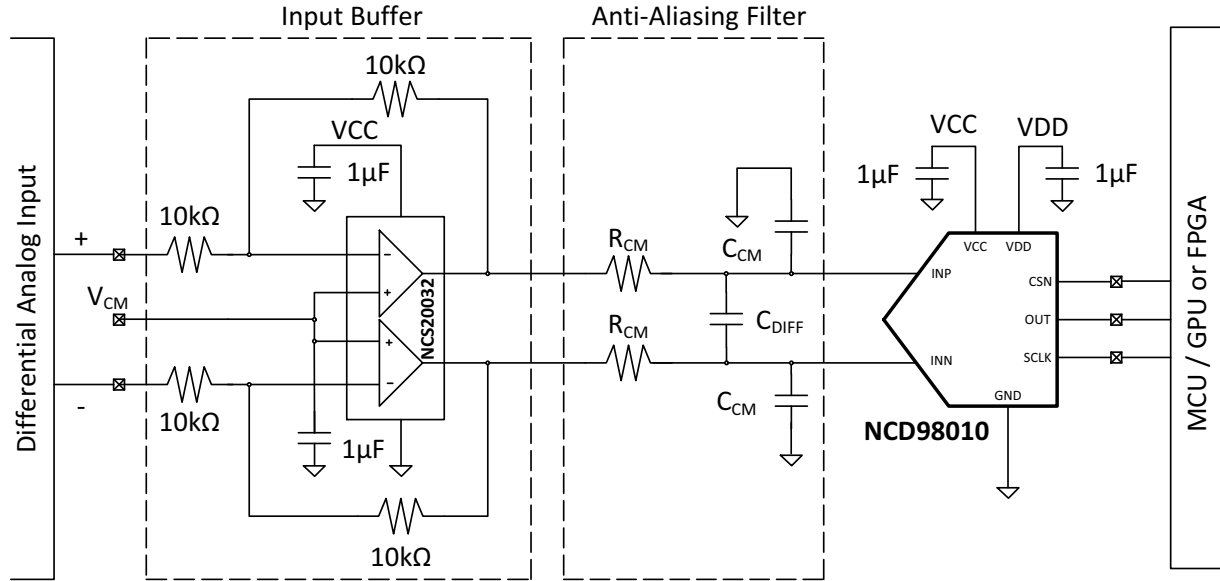 Input Buffer
Anti-Aliasing Filter
Differential Analog Input
+
V_CM
-
10kΩ
10kΩ
10kΩ
10kΩ
VCC
1µF
−
+
+
−
NCS20032
1µF
R_CM
R_CM
C_CM
C_DIFF
C_CM
VCC
VDD
1µF
1µF
VCC
VDD
INP
INN
CSN
OUT
SCLK
GND
NCD98010
MCU / GPU or FPGA